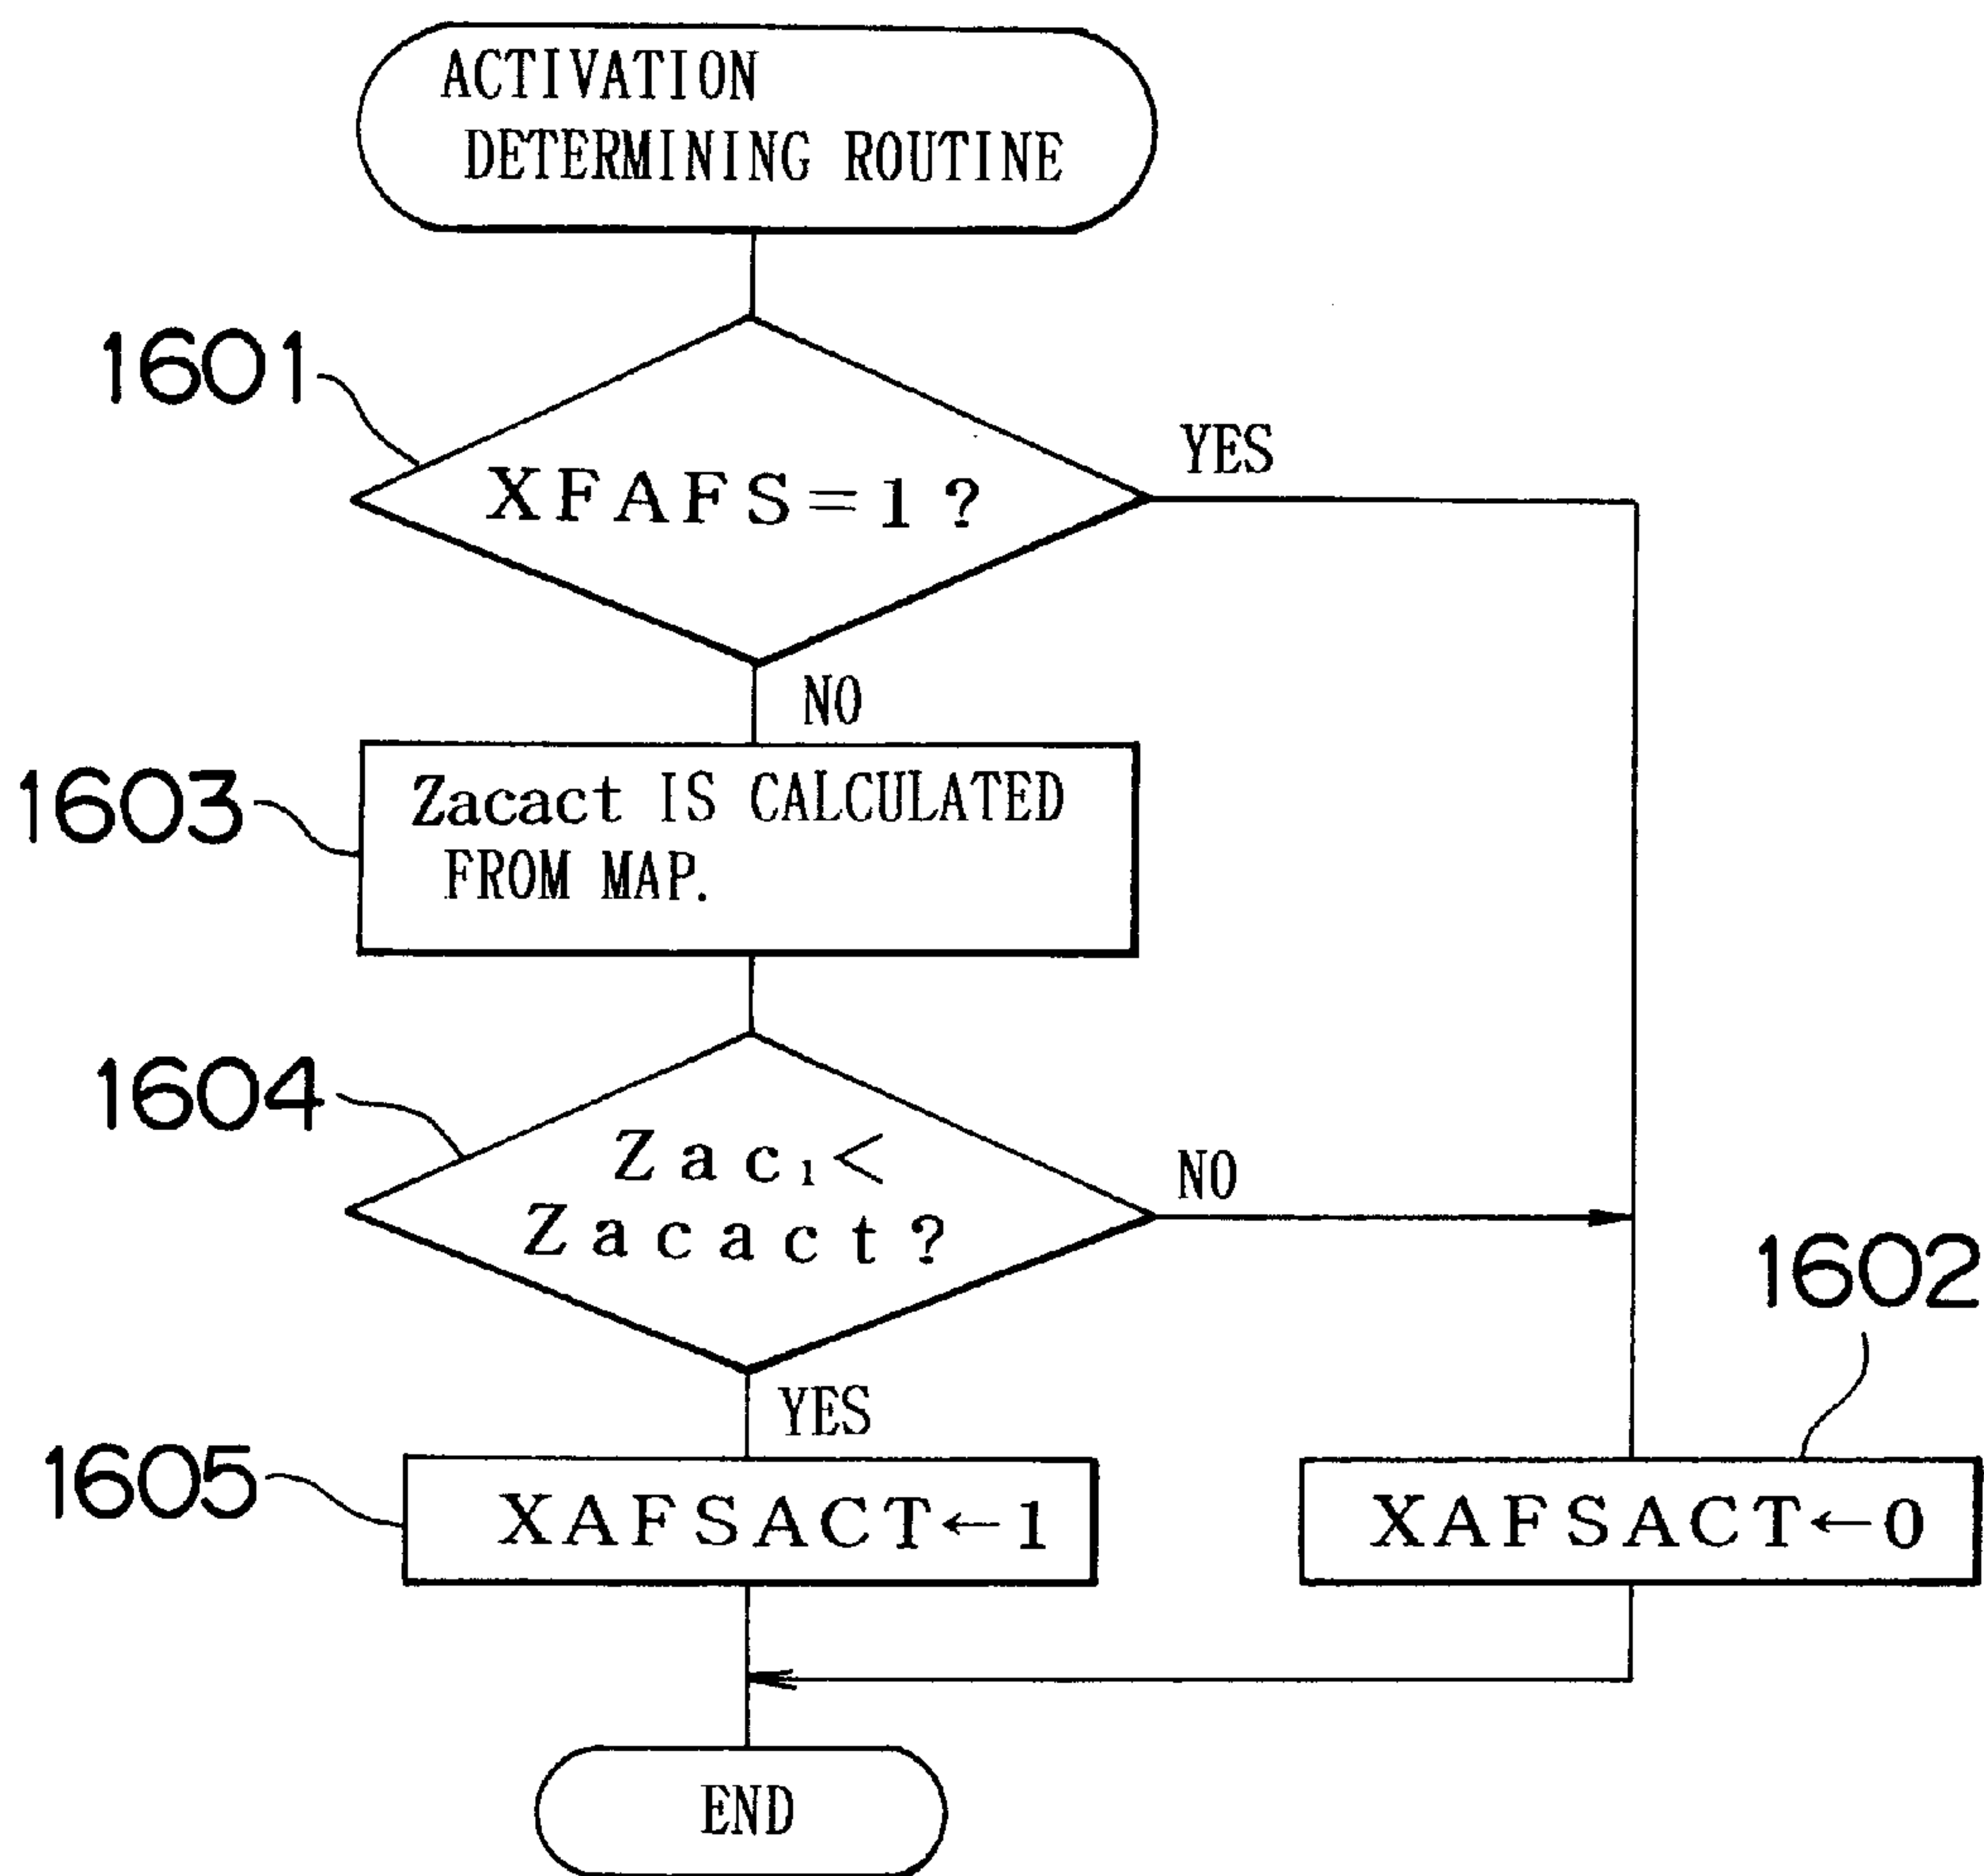 ACTIVATION
DETERMINING ROUTINE
1601
XFAFS=1?
YES
NO
1603
Zacact IS CALCULATED
FROM MAP.
1604
Zac₁<
Zacact?
NO
1602
YES
1605
XAFSACT←1
XAFSACT←0
END